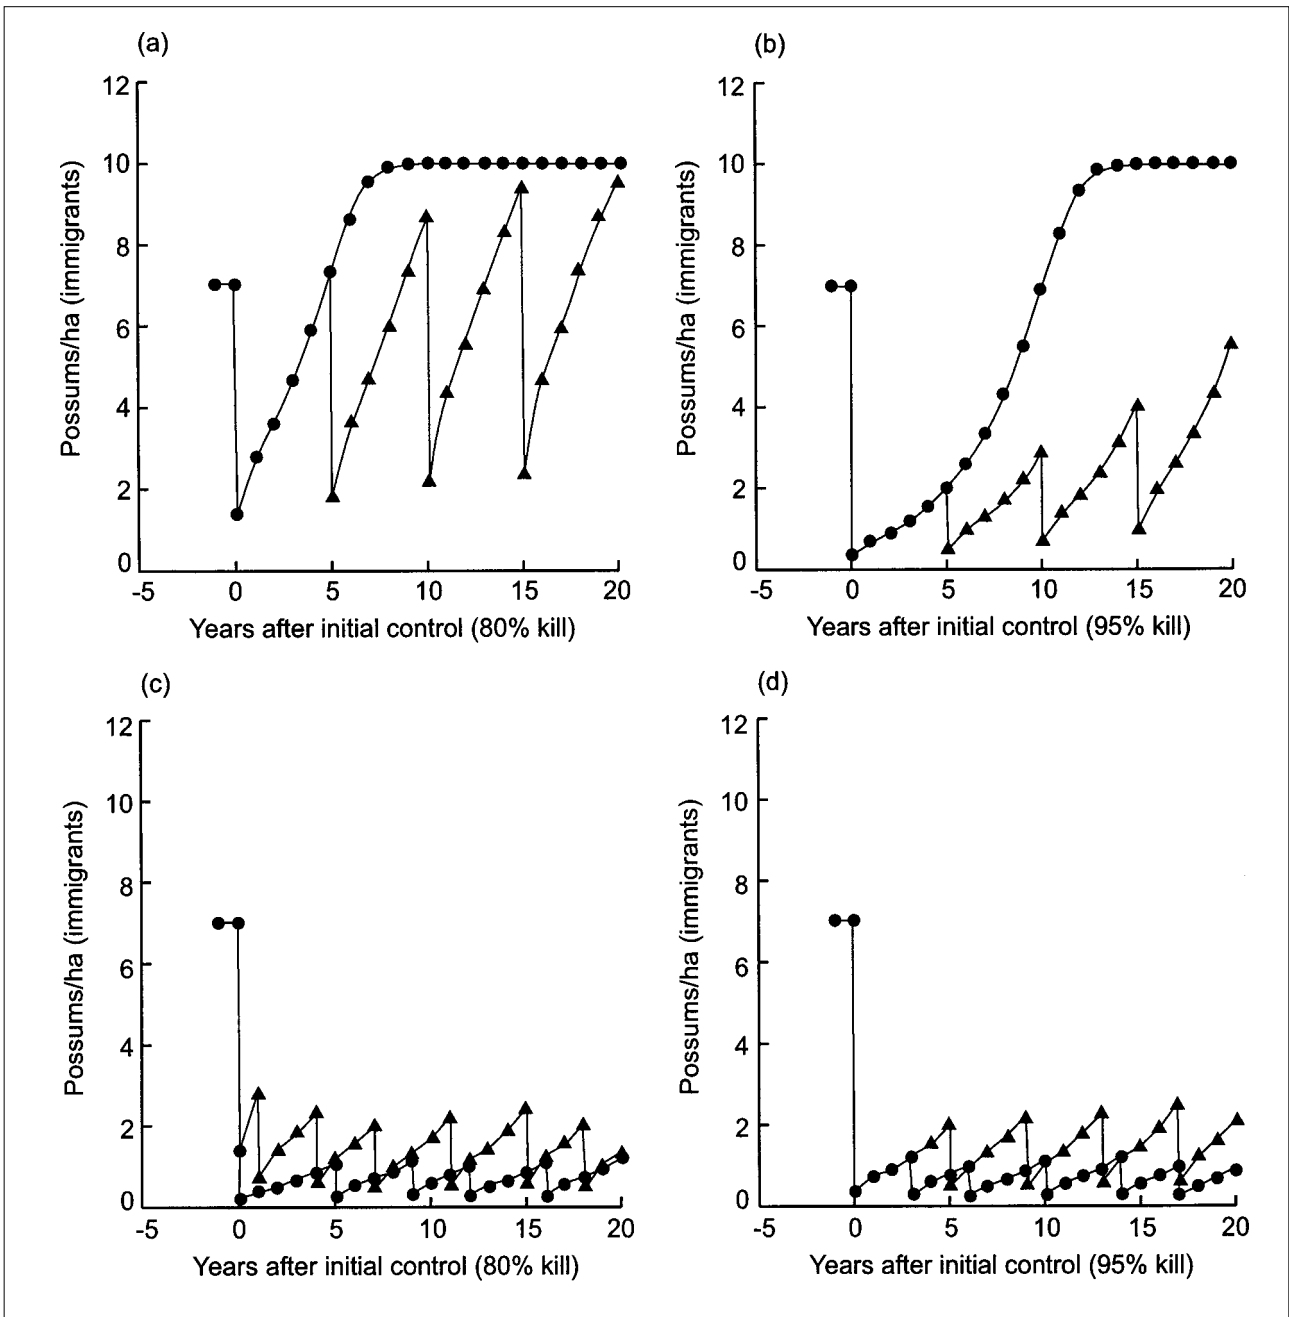 (a)
12
10
8
6
4
2
0
Possums/ha (immigrants)
-5 0 5 10 15 20
Years after initial control (80% kill)
(b)
12
10
8
6
4
2
0
Possums/ha (immigrants)
-5 0 5 10 15 20
Years after initial control (95% kill)
(c)
12
10
8
6
4
2
0
Possums/ha (immigrants)
-5 0 5 10 15 20
Years after initial control (80% kill)
(d)
12
10
8
6
4
2
0
Possums/ha (immigrants)
-5 0 5 10 15 20
Years after initial control (95% kill)